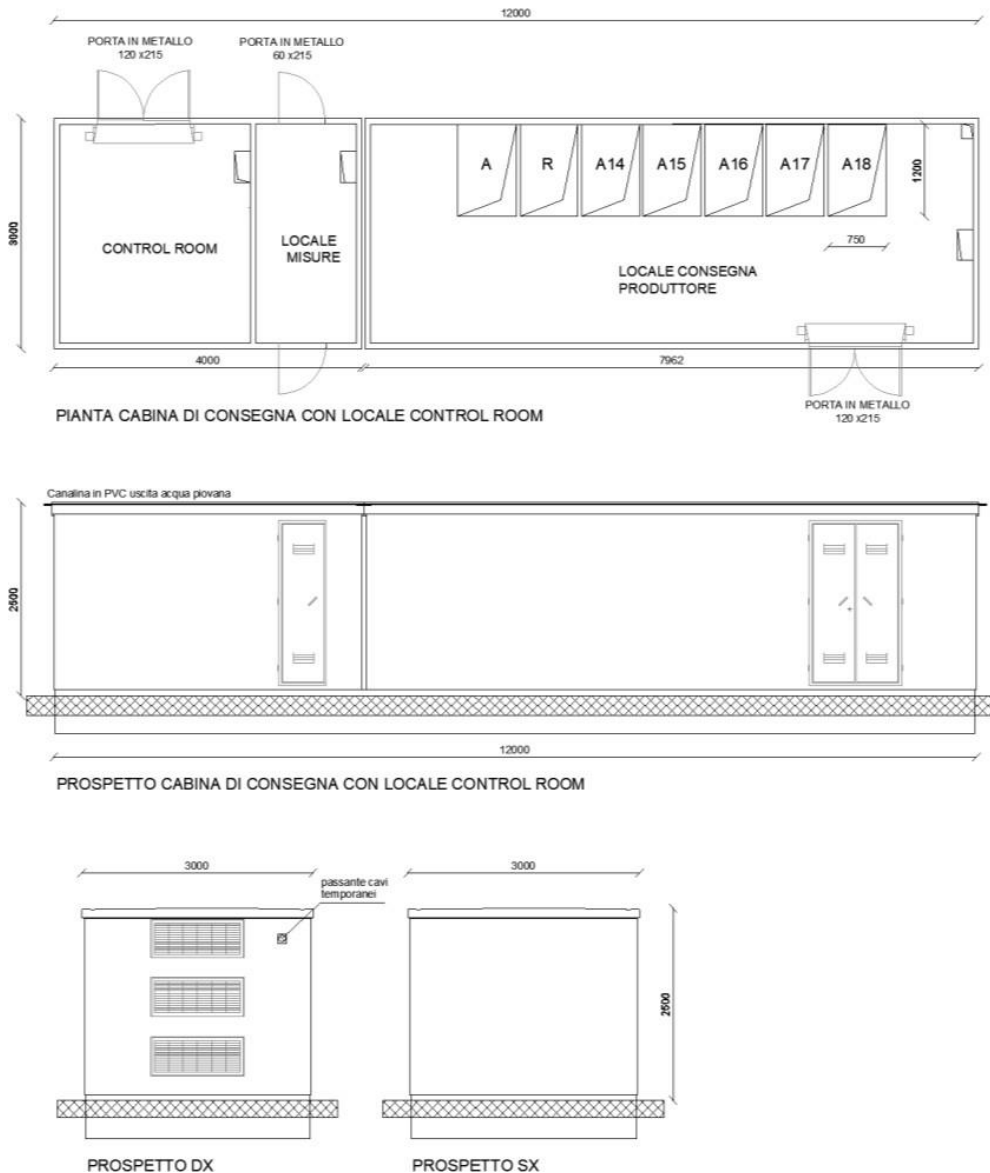 12000
PORTA IN METALLO
120 x215
PORTA IN METALLO
60 x215
3000
A
R
A14
A15
A16
A17
A18
1200
750
CONTROL ROOM
LOCALE
MISURE
LOCALE CONSEGNA
PRODUTTORE
4000
7962
PORTA IN METALLO
120 x215
PIANTA CABINA DI CONSEGNA CON LOCALE CONTROL ROOM
Canalina in PVC uscita acqua piovana
2500
12000
PROSPETTO CABINA DI CONSEGNA CON LOCALE CONTROL ROOM
3000
passante cavi
temporanei
3000
2500
PROSPETTO DX
PROSPETTO SX